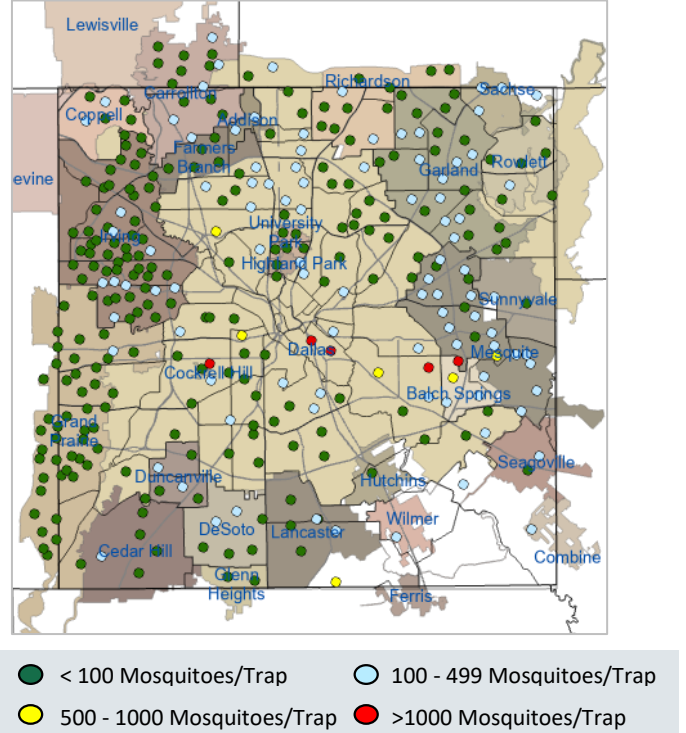 Lewisville
Richardson
Sachse
Carrollton
Coppell
Addison
Farmers
Branch
Garland
Rowlett
evine
University
Park
Irving
Highland Park
Sunnyvale
Dallas
Mesquite
Cockrell Hill
Balch Springs
Grand
Prairie
Seagoville
Duncanville
Hutchins
Wilmer
DeSoto
Lancaster
Cedar Hill
Combine
Glenn
Heights
Ferris
< 100 Mosquitoes/Trap
100 - 499 Mosquitoes/Trap
500 - 1000 Mosquitoes/Trap
>1000 Mosquitoes/Trap